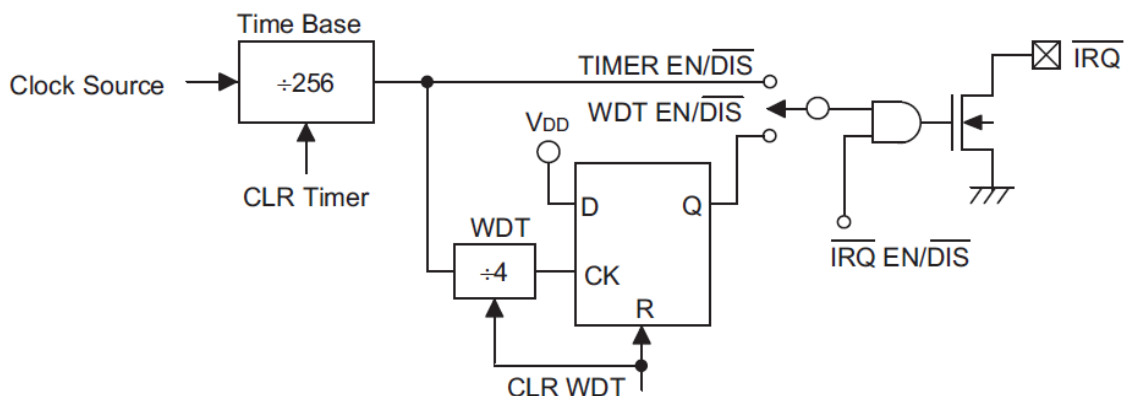 Time Base
Clock Source
÷256
CLR Timer
TIMER EN/DIS
WDT EN/DIS
IRQ
VDD
D
Q
WDT
÷4
CK
R
IRQ EN/DIS
CLR WDT